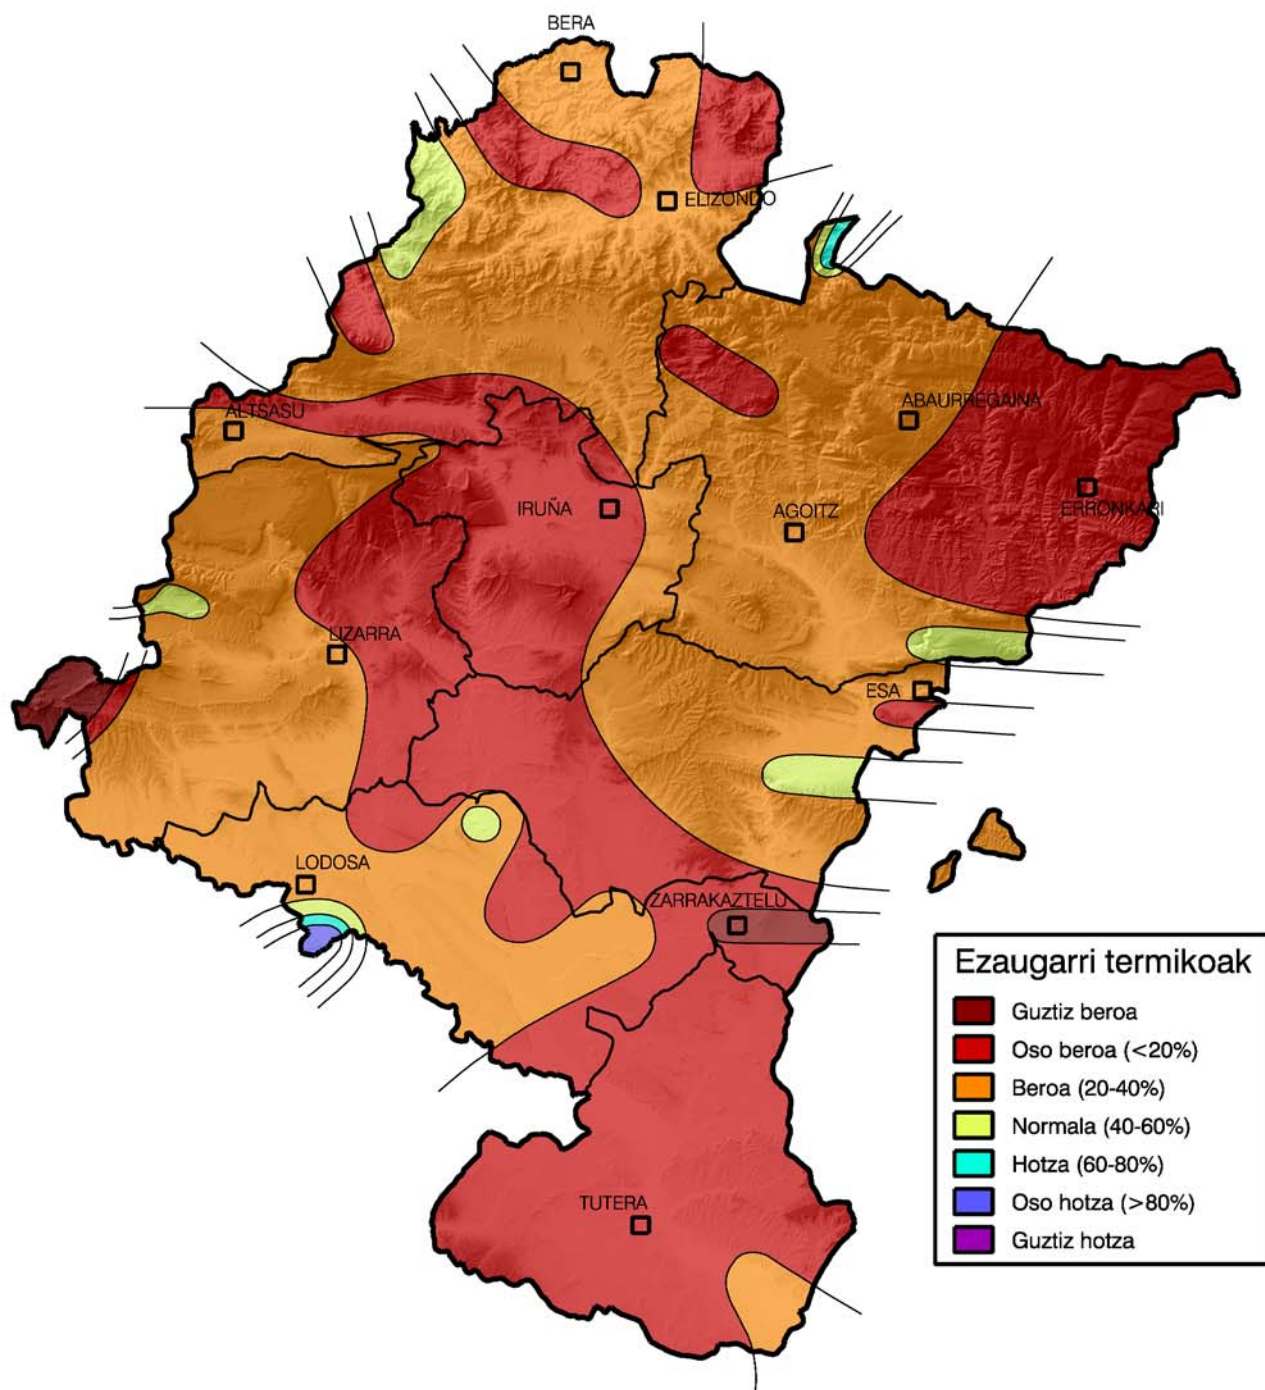 BERA
ELIZONDO
ALTSASU
ABAURREGAINA
IRUÑA
AGOITZ
ERRONKARI
LIZARRA
ESA
LODOSA
ZARRAKAZTELU
TUTERA
Ezaugarri termikoak
Guztiz beroa
Oso beroa (<20%)
Beroa (20-40%)
Normala (40-60%)
Hotza (60-80%)
Oso hotza (>80%)
Guztiz hotza